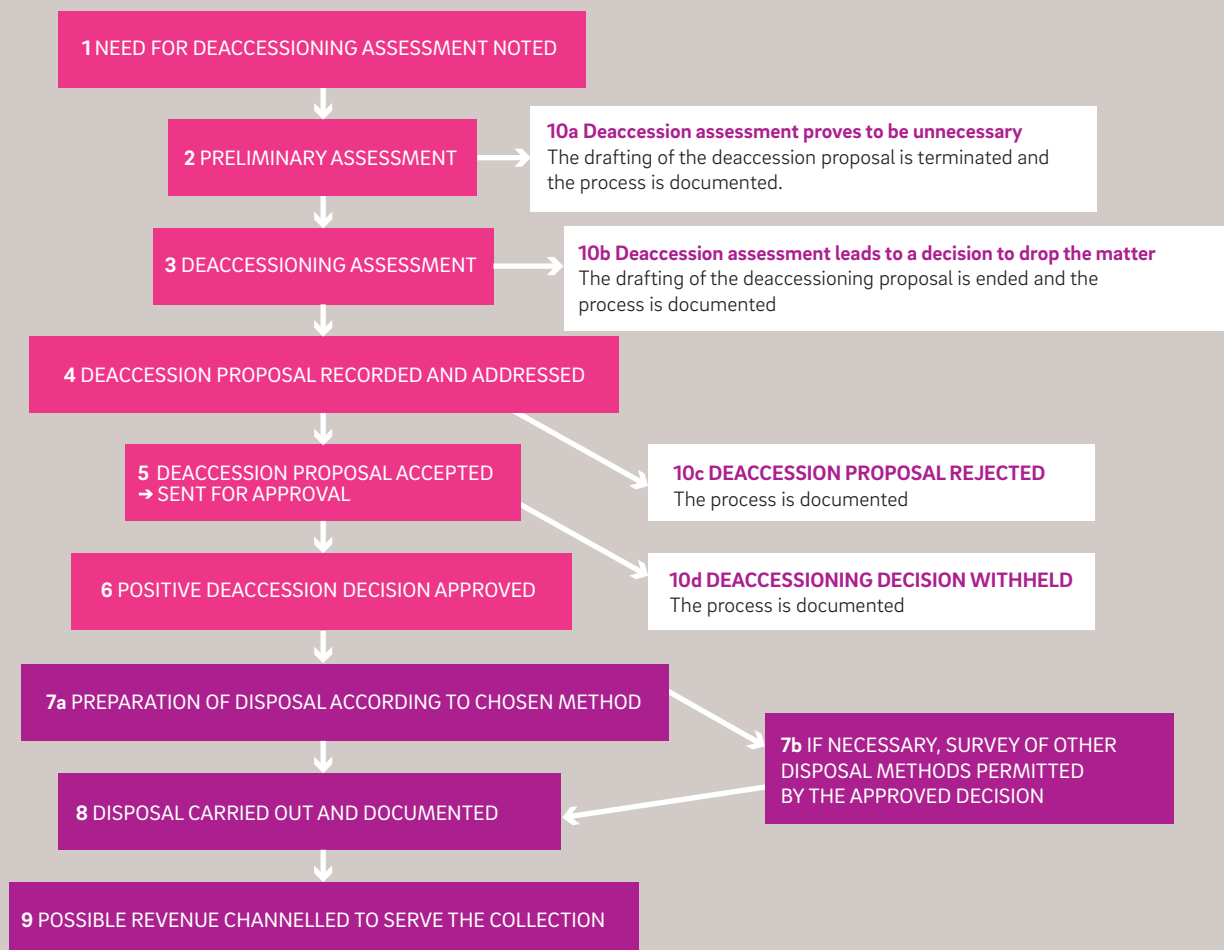 1 NEED FOR DEACCESSIONING ASSESSMENT NOTED
2 PRELIMINARY ASSESSMENT
10a Deaccession assessment proves to be unnecessary
The drafting of the deaccession proposal is terminated and
the process is documented.
3 DEACCESSIONING ASSESSMENT
10b Deaccession assessment leads to a decision to drop the matter
The drafting of the deaccessioning proposal is ended and the
process is documented
4 DEACCESSION PROPOSAL RECORDED AND ADDRESSED
5 DEACCESSION PROPOSAL ACCEPTED
→ SENT FOR APPROVAL
10c DEACCESSION PROPOSAL REJECTED
The process is documented
6 POSITIVE DEACCESSION DECISION APPROVED
10d DEACCESSIONING DECISION WITHHELD
The process is documented
7a PREPARATION OF DISPOSAL ACCORDING TO CHOSEN METHOD
7b IF NECESSARY, SURVEY OF OTHER
DISPOSAL METHODS PERMITTED
BY THE APPROVED DECISION
8 DISPOSAL CARRIED OUT AND DOCUMENTED
9 POSSIBLE REVENUE CHANNELLED TO SERVE THE COLLECTION